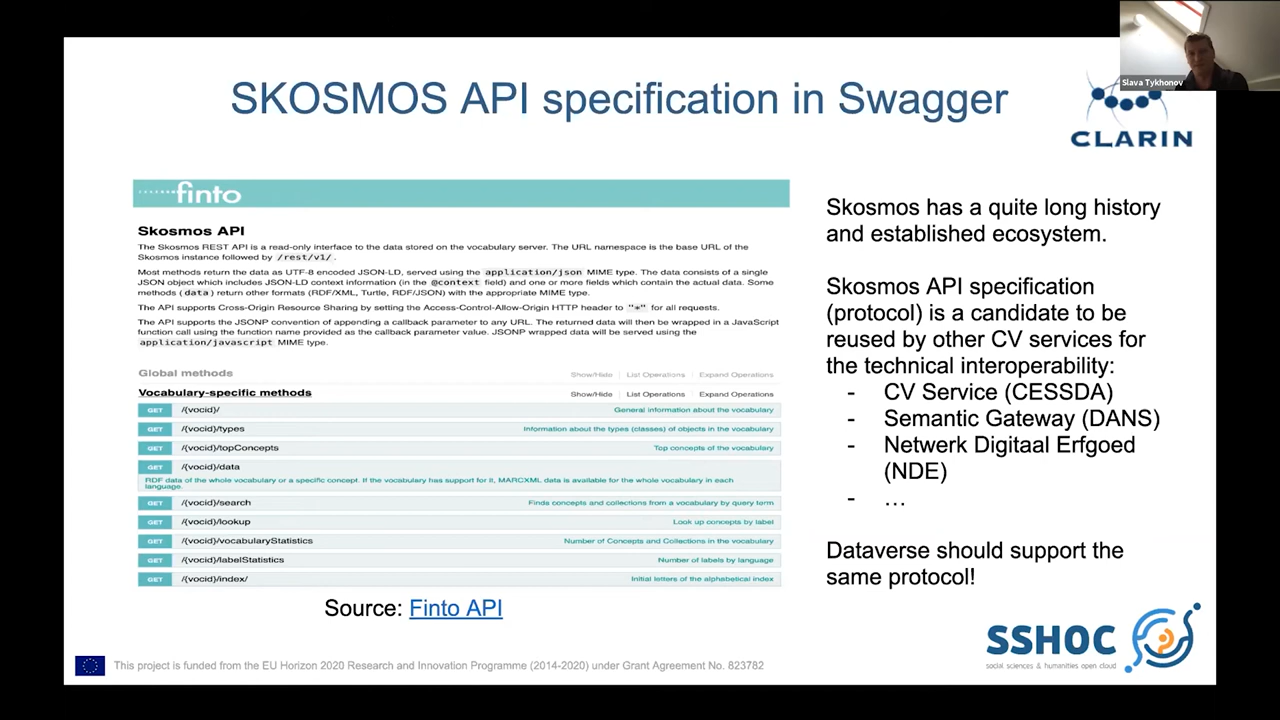 Slava Tykhonov
SKOSMOS API specification in Swagger
CLARIN
finto
Skosmos API
The Skosmos REST API is a read-only interface to the data stored on the vocabulary server. The URL namespace is the base URL of the
Skosmos instance followed by /rest/v1/ .
Most methods return the data as UTF-8 encoded JSON-LD, served using the application/json MIME type. The data consists of a single
JSON object which includes JSON-LD context information (in the @context field) and one or more fields which contain the actual data. Some
methods ( data ) return other formats (RDF/XML, Turtle, RDF/JSON) with the appropriate MIME type.
The API supports Cross-Origin Resource Sharing by setting the Access-Control-Allow-Origin HTTP header to "*" for all requests.
The API supports the JSONP convention of appending a callback parameter to any URL. The returned data will then be wrapped in a JavaScript
function call using the function name provided as the callback parameter value. JSONP wrapped data will be served using the
application/javascript MIME type.
Global methods Show/Hide List Operations Expand Operations
Vocabulary-specific methods Show/Hide List Operations Expand Operations
GET /{vocid}/ General information about the vocabulary
GET /{vocid}/types Information about the types (classes) of objects in the vocabulary
GET /{vocid}/topConcepts Top concepts of the vocabulary
GET /{vocid}/data
RDF data of the whole vocabulary or a specific concept. If the vocabulary has support for it, MARCXML data is available for the whole vocabulary in each
language.
GET /{vocid}/search Finds concepts and collections from a vocabulary by query term
GET /{vocid}/lookup Look up concepts by label
GET /{vocid}/vocabularyStatistics Number of Concepts and Collections in the vocabulary
GET /{vocid}/labelStatistics Number of labels by language
GET /{vocid}/index/ Initial letters of the alphabetical index
Source: Finto API
Skosmos has a quite long history
and established ecosystem.
Skosmos API specification
(protocol) is a candidate to be
reused by other CV services for
the technical interoperability:
- CV Service (CESSDA)
- Semantic Gateway (DANS)
- Netwerk Digitaal Erfgoed
(NDE)
- …
Dataverse should support the
same protocol!
SSHOC
social sciences & humanities open cloud
This project is funded from the EU Horizon 2020 Research and Innovation Programme (2014-2020) under Grant Agreement No. 823782